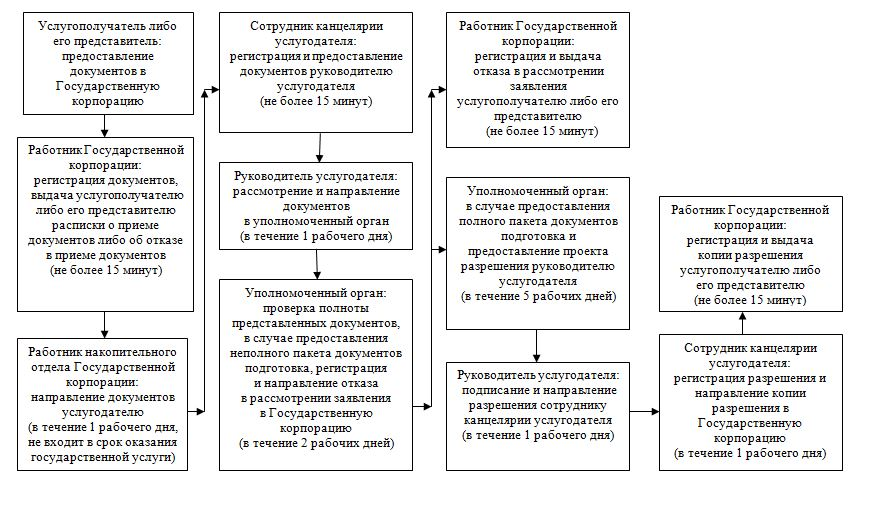 Услугополучатель либо
его представитель:
предоставление
документов в
Государственную
корпорацию
Работник Государственной
корпорации:
регистрация документов,
выдача услугополучателю
либо его представителю
расписки о приеме
документов либо об отказе
в приеме документов
(не более 15 минут)
Работник накопительного
отдела Государственной
корпорации:
направление документов
услугодателю
(в течение 1 рабочего дня,
не входит в срок оказания
государственной услуги)
Сотрудник канцелярии
услугодателя:
регистрация и предоставление
документов руководителю
услугодателя
(не более 15 минут)
Руководитель услугодателя:
рассмотрение и направление
документов
в уполномоченный орган
(в течение 1 рабочего дня)
Уполномоченный орган:
проверка полноты
представленных документов,
в случае предоставления
неполного пакета документов
подготовка, регистрация
и направление отказа
в рассмотрении заявления
в Государственную
корпорацию
(в течение 2 рабочих дней)
Работник Государственной
корпорации:
регистрация и выдача
отказа в рассмотрении
заявления
услугополучателю либо его
представителю
(не более 15 минут)
Уполномоченный орган:
в случае предоставления
полного пакета документов
подготовка и
предоставление проекта
разрешения руководителю
услугодателя
(в течение 5 рабочих дней)
Руководитель услугодателя:
подписание и направление
разрешения сотруднику
канцелярии услугодателя
(в течение 1 рабочего дня)
Работник Государственной
корпорации:
регистрация и выдача
копии разрешения
услугополучателю либо
его представителю
(не более 15 минут)
Сотрудник канцелярии
услугодателя:
регистрация разрешения и
направление копии
разрешения в
Государственную
корпорацию
(в течение 1 рабочего дня)